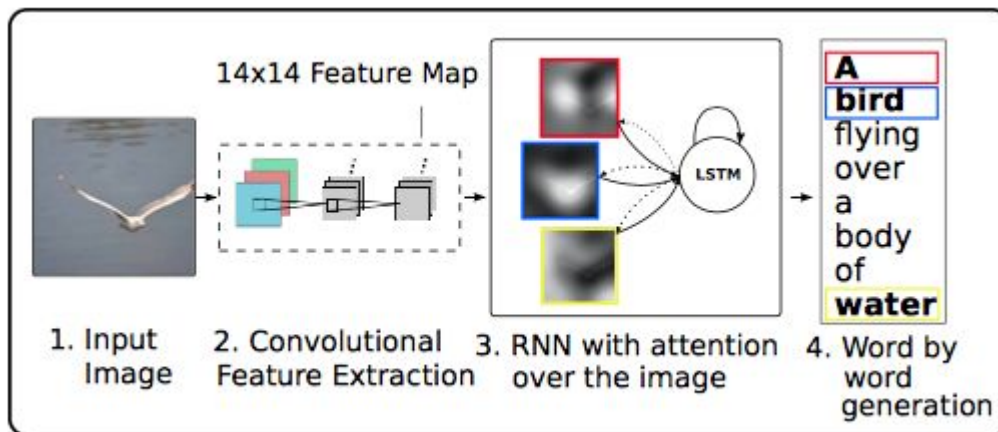 14x14 Feature Map
LSTM
A
bird
flying
over
a
body
of
water
1. Input
Image
2. Convolutional
Feature Extraction
3. RNN with attention
over the image
4. Word by
word
generation